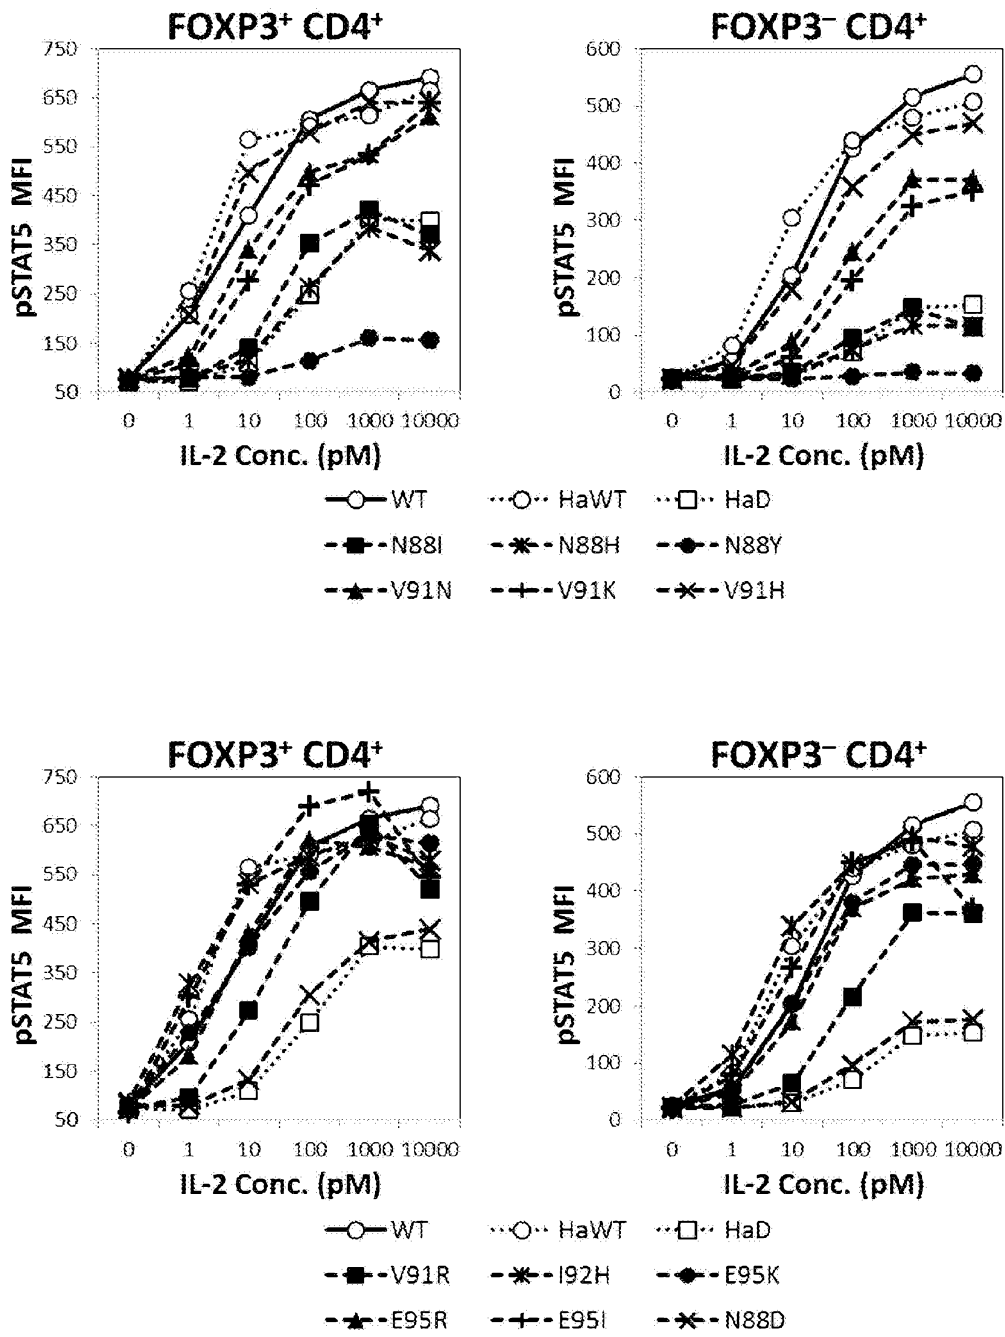 FOXP3⁺ CD4⁺ FOXP3⁻ CD4⁺
750 600
650 500
550 400
450 300
350 200
250 100
150 0
50
pSTAT5 MFI pSTAT5 MFI
0 1 10 100 1000 10000 0 1 10 100 1000 10000
IL-2 Conc. (pM) IL-2 Conc. (pM)
WT HaWT HaD
N88I N88H N88Y
V91N V91K V91H
FOXP3⁺ CD4⁺ FOXP3⁻ CD4⁺
750 600
650 500
550 400
450 300
350 200
250 100
150 0
50
pSTAT5 MFI pSTAT5 MFI
0 1 10 100 1000 10000 0 1 10 100 1000 10000
IL-2 Conc. (pM) IL-2 Conc. (pM)
WT HaWT HaD
V91R I92H E95K
E95R E95I N88D